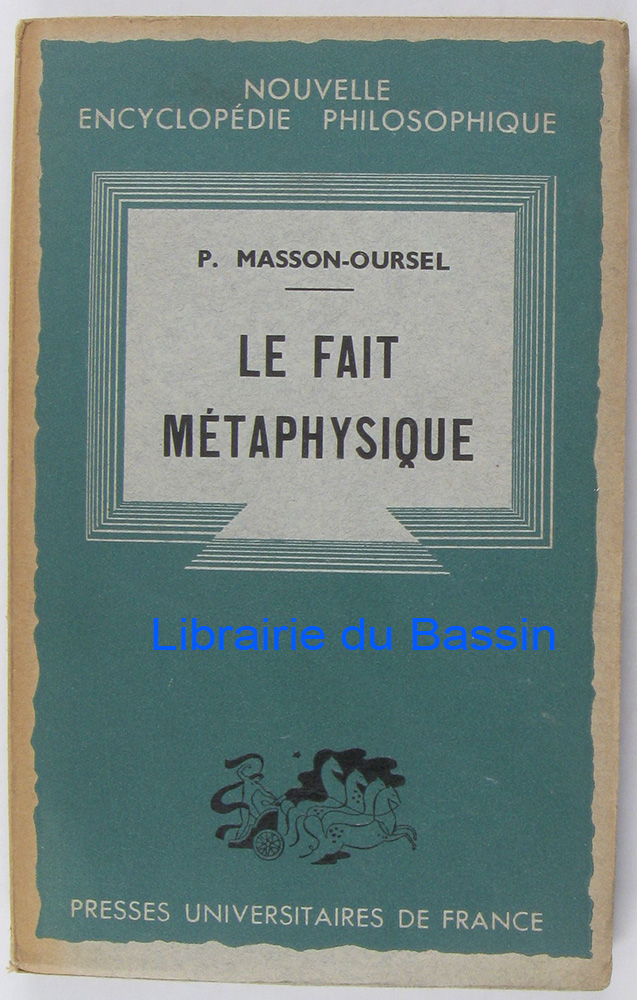 NOUVELLE
ENCYCLOPÉDIE PHILOSOPHIQUE
P. MASSON-OURSEL
LE FAIT
MÉTAPHYSIQUE
Librairie du Bassin
PRESSES UNIVERSITAIRES DE FRANCE